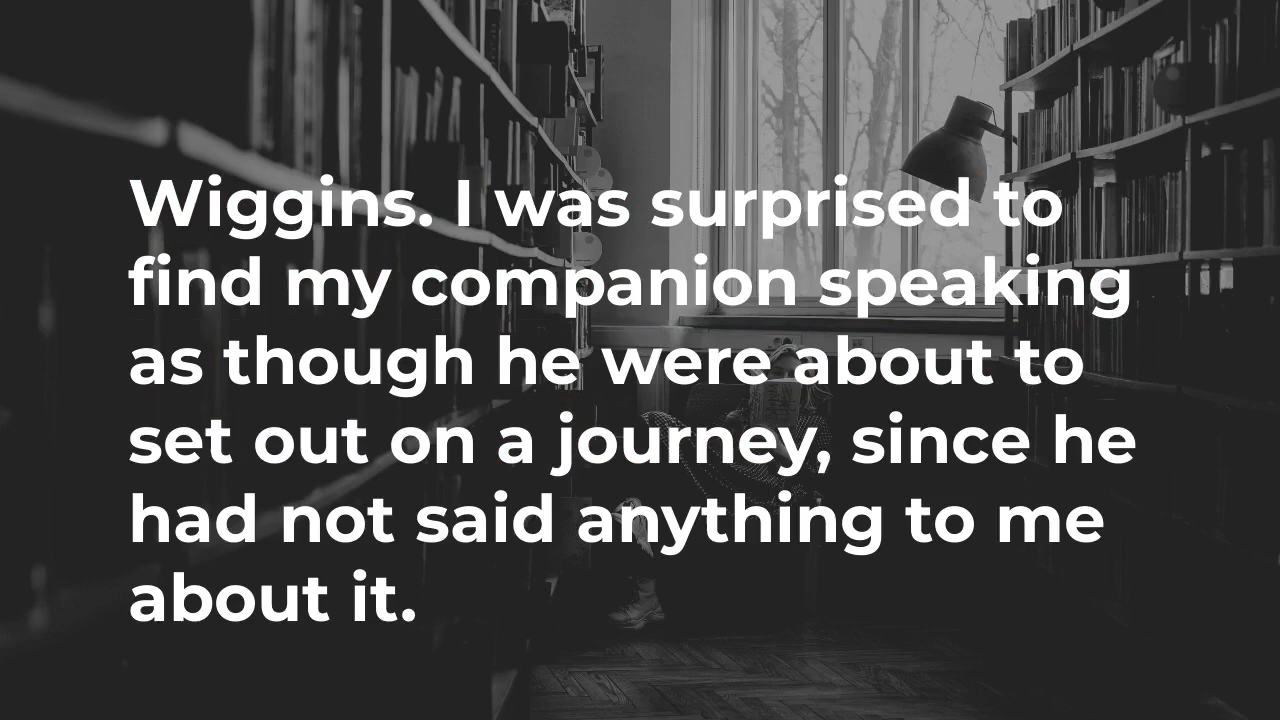 Wiggins. I was surprised to
find my companion speaking
as though he were about to
set out on a journey, since he
had not said anything to me
about it.